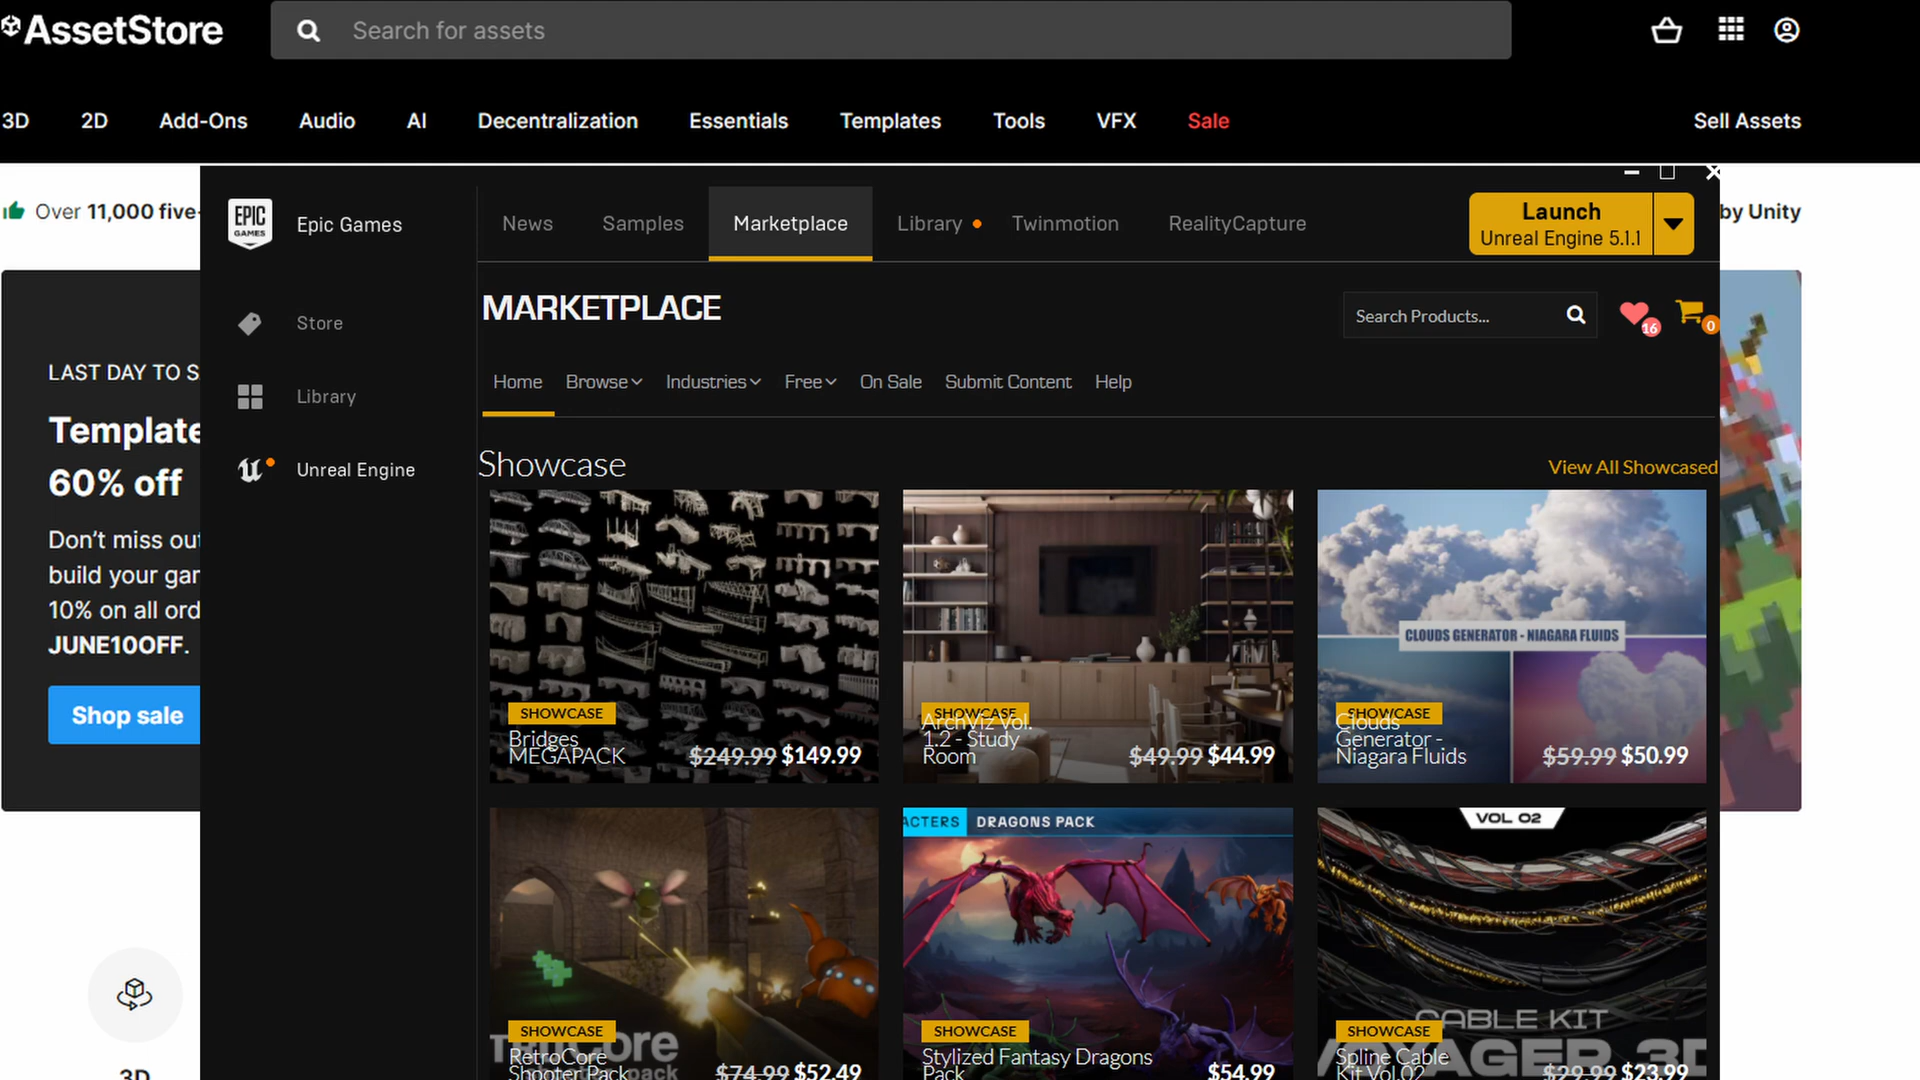 AssetStore
Search for assets
3D 2D Add-Ons Audio AI Decentralization Essentials Templates Tools VFX Sale Sell Assets
Over 11,000 five-
by Unity
EPIC GAMES
Epic Games
News Samples Marketplace Library Twinmotion RealityCapture
Launch
Unreal Engine 5.1.1
Store
Library
Unreal Engine
MARKETPLACE
Search Products...
16
0
Home Browse Industries Free On Sale Submit Content Help
LAST DAY TO S
Template
60% off
Don't miss out
build your gar
10% on all ord
JUNE10OFF.
Shop sale
3D
Showcase
View All Showcased
SHOWCASE
Bridges
MEGAPACK
$249.99 $149.99
SHOWCASE
ArchViz Vol.
1.2 - Study
Room
$49.99 $44.99
CLOUDS GENERATOR - NIAGARA FLUIDS
SHOWCASE
Clouds
Generator -
Niagara Fluids
$59.99 $50.99
SHOWCASE
RetroCore
Shooter Pack
$74.99 $52.49
ACTERS DRAGONS PACK
SHOWCASE
Stylized Fantasy Dragons
Pack
$54.99
VOL 02
CABLE KIT
VOYAGER 3D
SHOWCASE
Spline Cable
Kit Vol.02
$29.99 $23.99